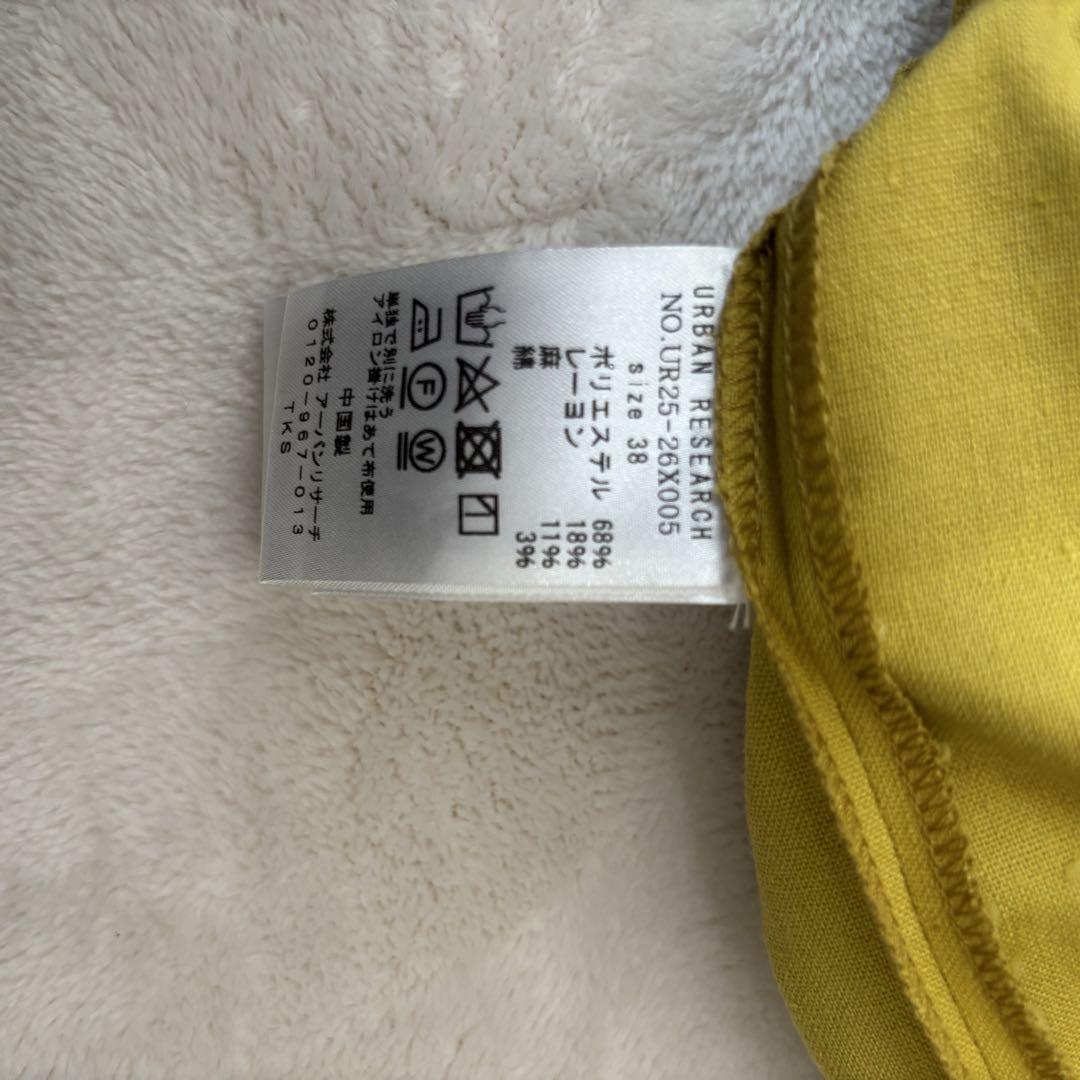 URBAN RESEARCH
NO.UR25-26X005
size 38
ポリエステル 68%
レーヨン 18%
麻 11%
綿 3%
F W
単独で別に洗う
アイロン掛けはあて布使用
中国製
株式会社 アーバンリサーチ
0120-967-013
TKS